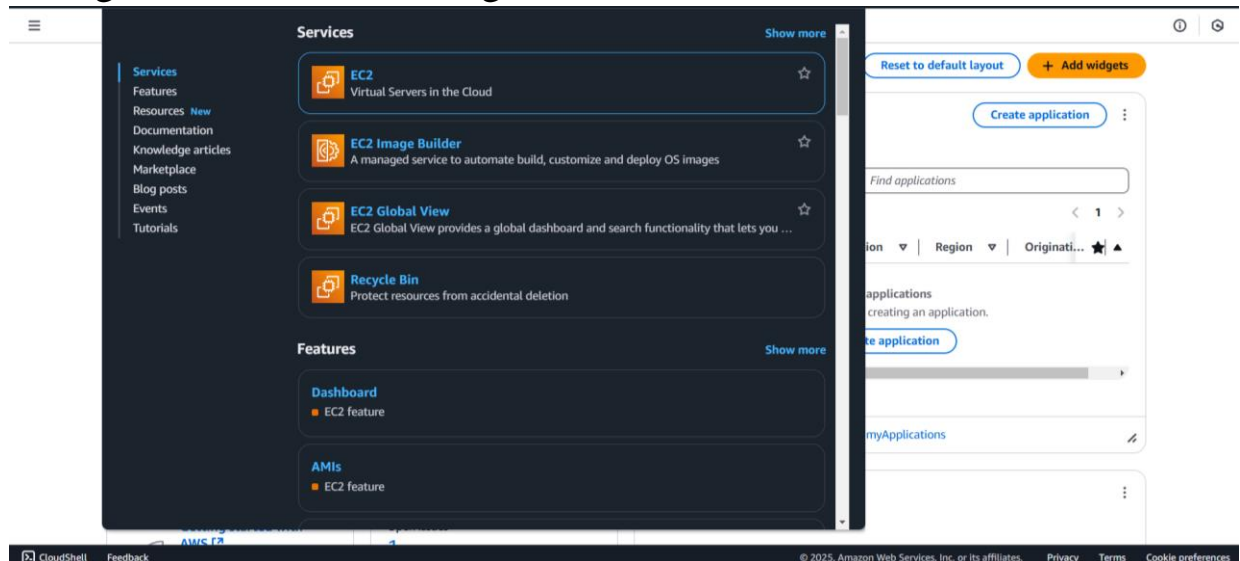 Services
Show more
Services
Features
Resources New
Documentation
Knowledge articles
Marketplace
Blog posts
Events
Tutorials
EC2
Virtual Servers in the Cloud
EC2 Image Builder
A managed service to automate build, customize and deploy OS images
EC2 Global View
EC2 Global View provides a global dashboard and search functionality that lets you ...
Recycle Bin
Protect resources from accidental deletion
Features
Show more
Dashboard
EC2 feature
AMIs
EC2 feature
Reset to default layout
+ Add widgets
Create application
Find applications
1
ion
Region
Originati...
applications
creating an application.
te application
myApplications
AWS
CloudShell
Feedback
© 2025, Amazon Web Services, Inc. or its affiliates.
Privacy
Terms
Cookie preferences